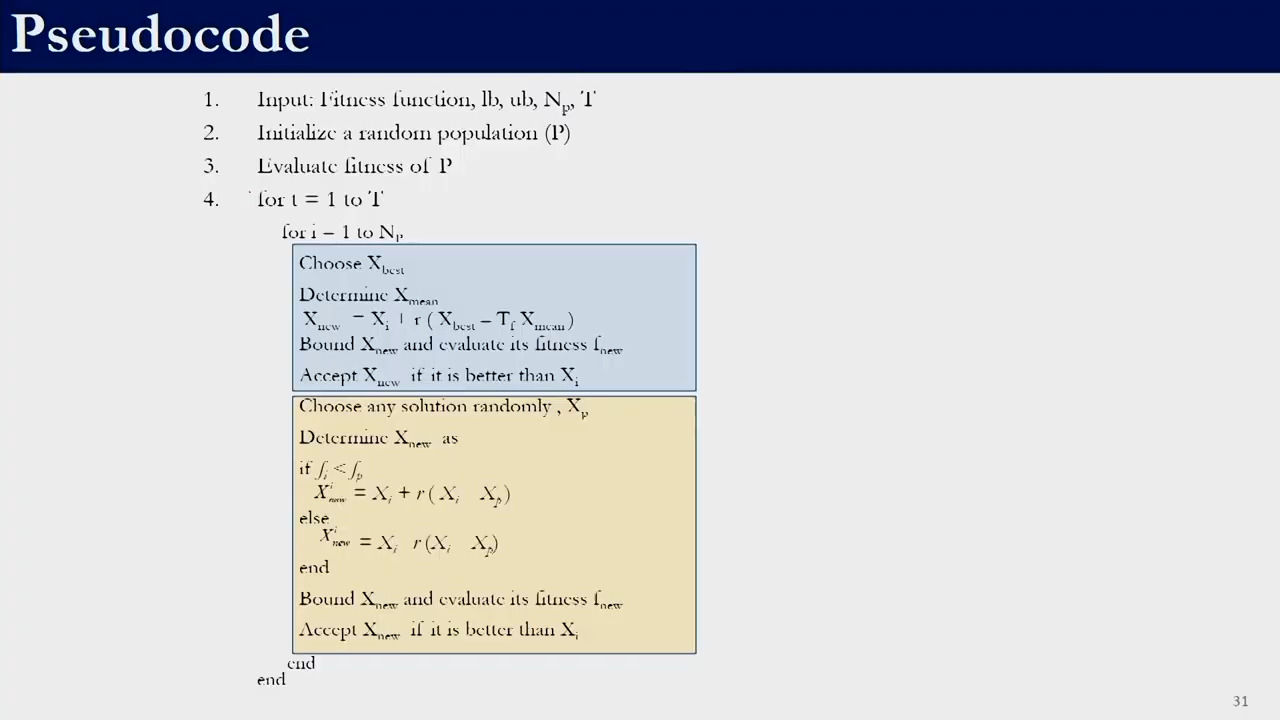 Pseudocode
1. Input: Fitness function, lb, ub, Np, T
2. Initialize a random population (P)
3. Evaluate fitness of P
4. for t = 1 to T
for i = 1 to Np
Choose Xbest
Determine Xmean
Xnew = Xi + r ( Xbest – Tf Xmean )
Bound Xnew and evaluate its fitness fnew
Accept Xnew if it is better than Xi
Choose any solution randomly , Xp
Determine Xnew as
if fi < fp
X^i new = Xi + r ( Xi Xp)
else
X^i new = Xi r (Xi Xp)
end
Bound Xnew and evaluate its fitness fnew
Accept Xnew if it is better than Xi
end
end
31